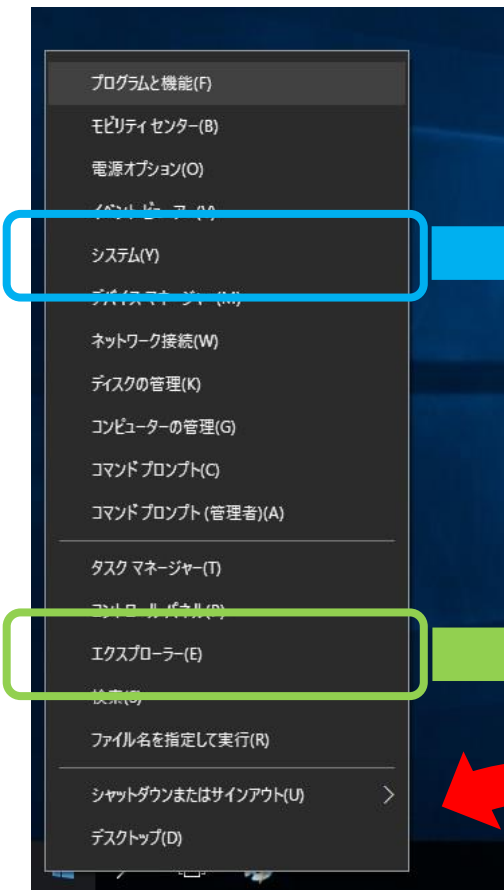 プログラムと機能(F)
モビリティ センター(B)
電源オプション(O)
システム(Y)
ネットワーク接続(W)
ディスクの管理(K)
コンピューターの管理(G)
コマンド プロンプト(C)
コマンド プロンプト (管理者)(A)
タスク マネージャー(T)
エクスプローラー(E)
ファイル名を指定して実行(R)
シャットダウンまたはサインアウト(U)
デスクトップ(D)